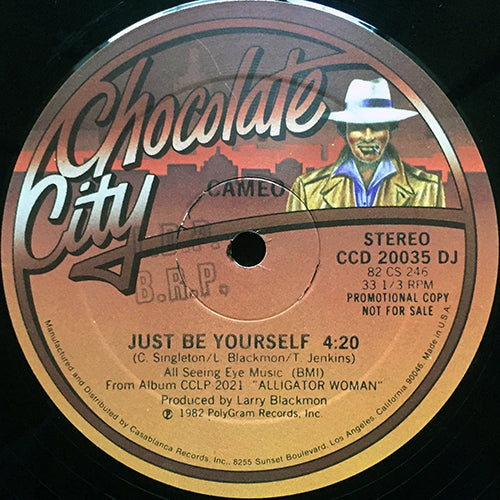 Chocolate
City
CAMEO
B.R.P.
STEREO
CCD 20035 DJ
82 CS 246
33 1/3 RPM
PROMOTIONAL COPY
NOT FOR SALE
JUST BE YOURSELF 4:20
(C. Singleton/L. Blackmon/T. Jenkins)
All Seeing Eye Music (BMI)
From Album CCLP 2021 "ALLIGATOR WOMAN"
Produced by Larry Blackmon
℗ 1982 PolyGram Records, Inc.
Manufactured and Distributed by Casablanca Records, Inc., 8255 Sunset Boulevard, Los Angeles, California 90046, Made in U.S.A.